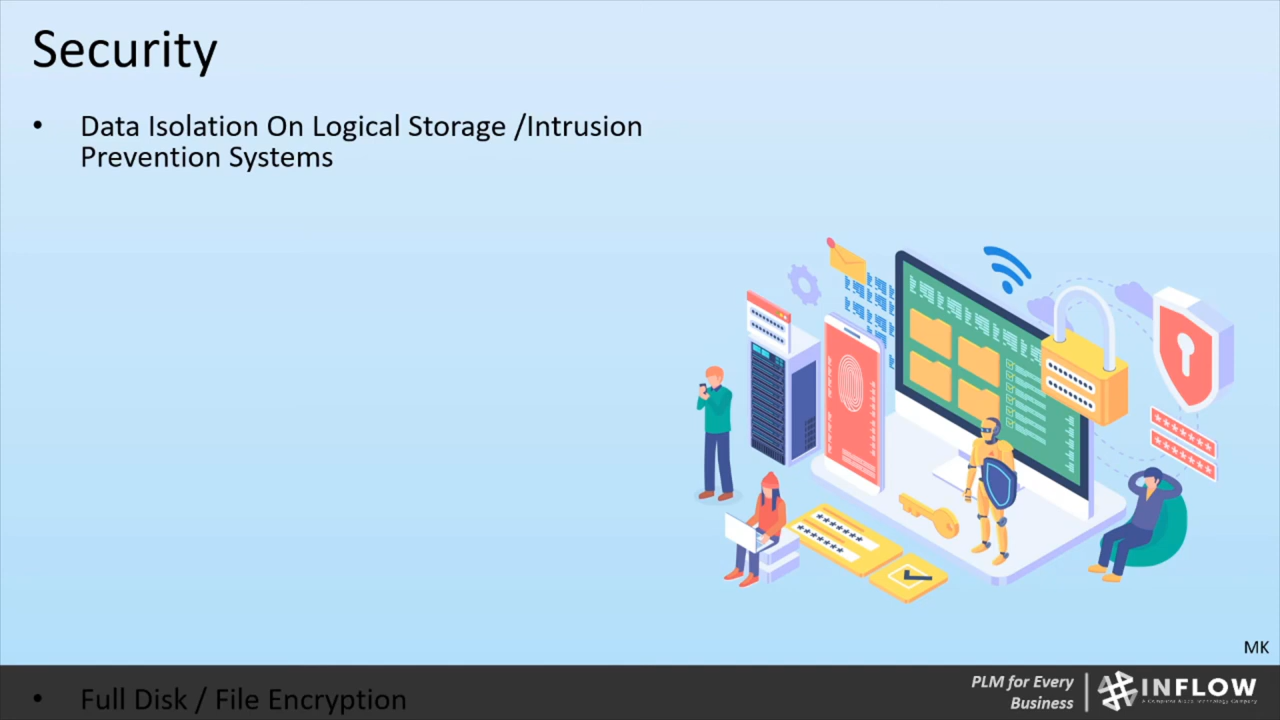 Security
• Data Isolation On Logical Storage /Intrusion
Prevention Systems
MK
• Full Disk / File Encryption
PLM for Every
Business
INFLOW